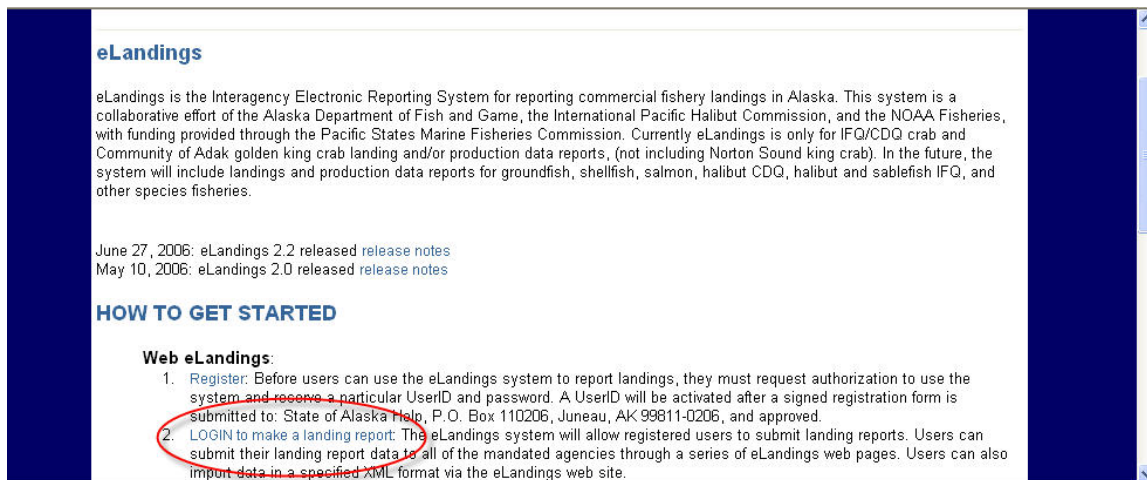 eLandings
eLandings is the Interagency Electronic Reporting System for reporting commercial fishery landings in Alaska. This system is a
collaborative effort of the Alaska Department of Fish and Game, the International Pacific Halibut Commission, and the NOAA Fisheries,
with funding provided through the Pacific States Marine Fisheries Commission. Currently eLandings is only for IFQ/CDQ crab and
Community of Adak golden king crab landing and/or production data reports, (not including Norton Sound king crab). In the future, the
system will include landings and production data reports for groundfish, shellfish, salmon, halibut CDQ, halibut and sablefish IFQ, and
other species fisheries.
June 27, 2006: eLandings 2.2 released release notes
May 10, 2006: eLandings 2.0 released release notes
HOW TO GET STARTED
Web eLandings:
1. Register: Before users can use the eLandings system to report landings, they must request authorization to use the
system and reserve a particular UserID and password. A UserID will be activated after a signed registration form is
submitted to: State of Alaska Help, P.O. Box 110206, Juneau, AK 99811-0206, and approved.
2. LOGIN to make a landing report: The eLandings system will allow registered users to submit landing reports. Users can
submit their landing report data to all of the mandated agencies through a series of eLandings web pages. Users can also
import data in a specified XML format via the eLandings web site.